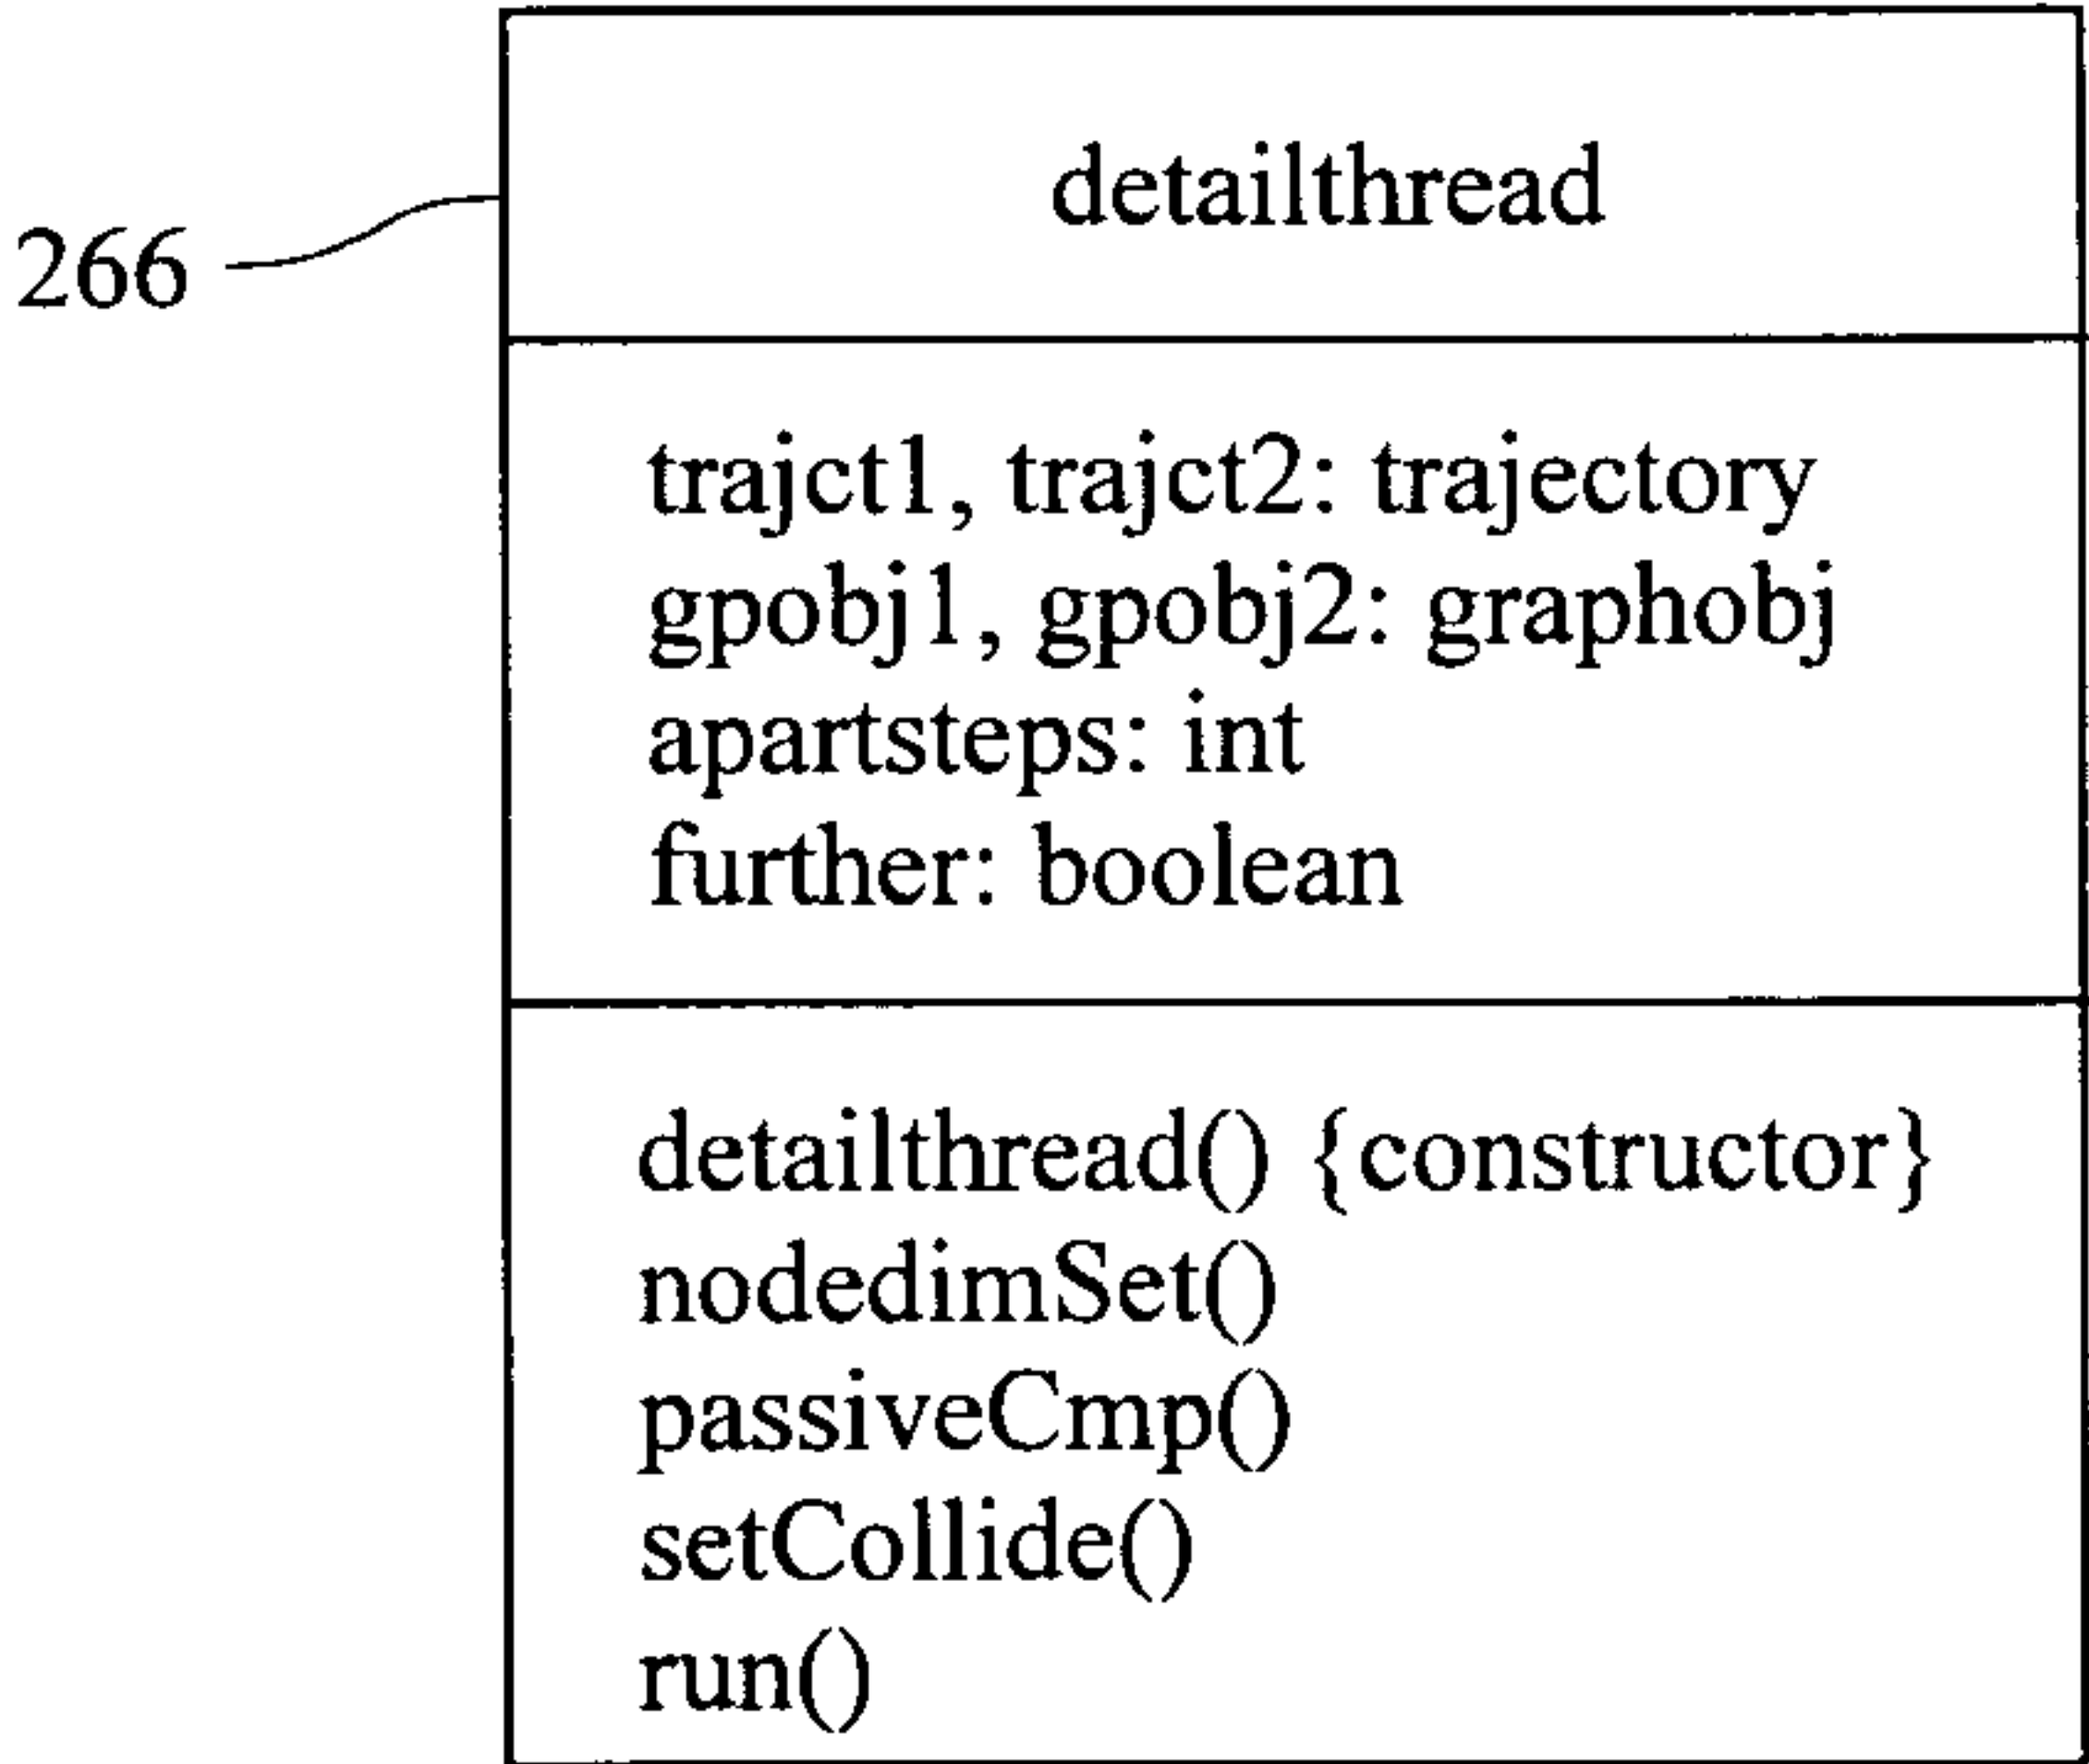 detailthread
266
trajct1, trajct2: trajectory
gpobj1, gpobj2: graphobj
apartsteps: int
further: boolean
detailthread() {constructor}
nodedimSet()
passiveCmp()
setCollide()
run()